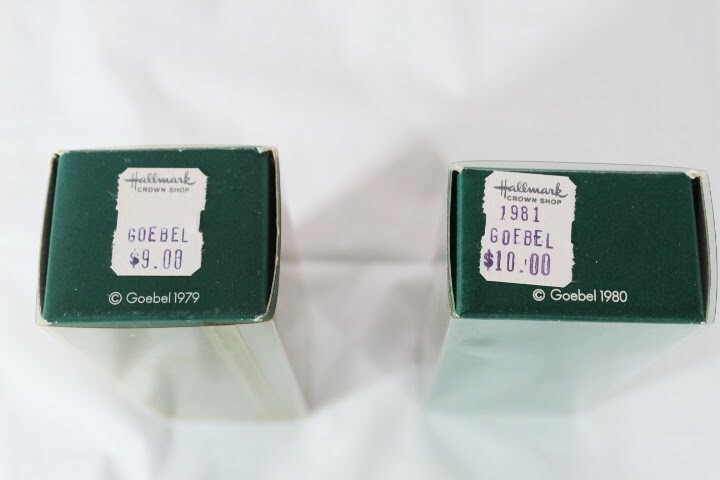 Hallmark
CROWN SHOP
GOEBEL
$9.00
© Goebel 1979
Hallmark
CROWN SHOP
1981
GOEBEL
$10.00
© Goebel 1980